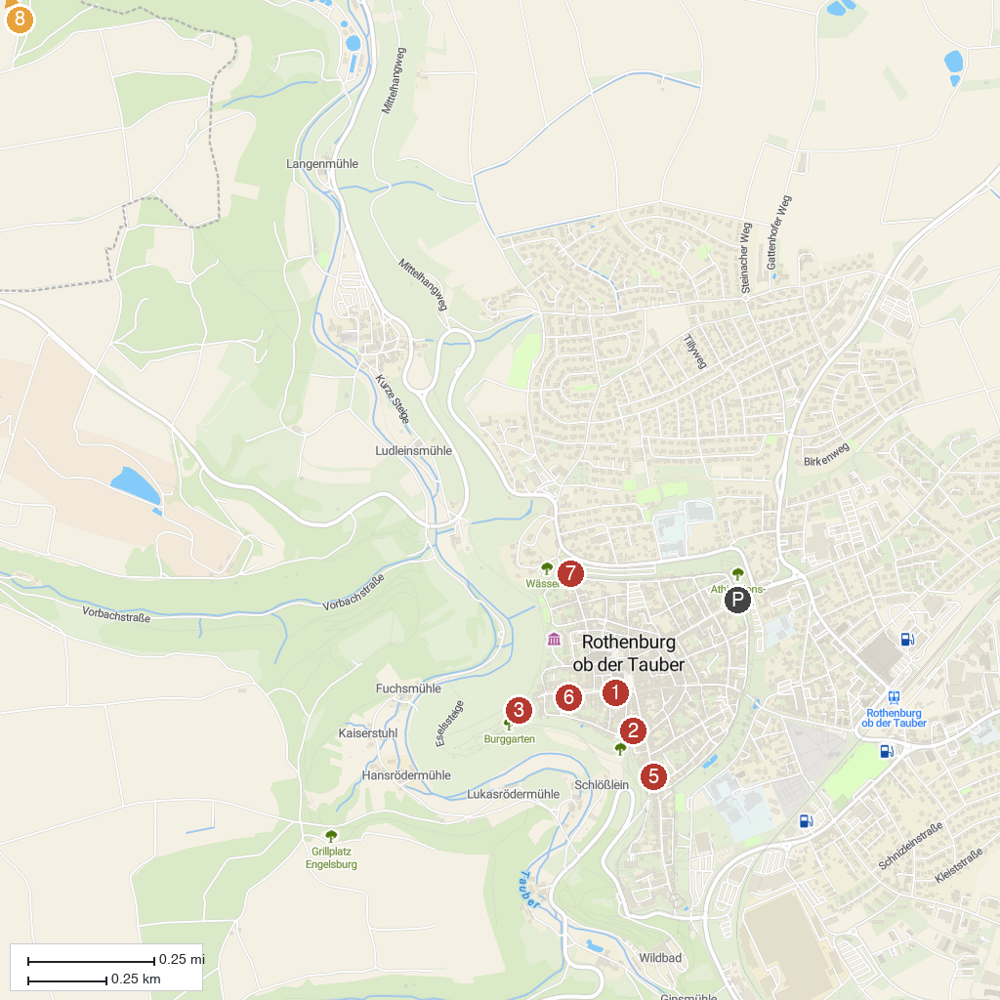 8
Mittelhangweg
Langenmühle
Gattenhofer Weg
Steinacher Weg
Mittelhangweg
Tillyweg
Kurze Steige
Ludleinsmühle
Birkenweg
7
P
Vorbachstraße
Vorbachstraße
Rothenburg
ob der Tauber
Fuchsmühle
1
6
3
2
Eselssteige
Kaiserstuhl
Burggarten
Rothenburg
ob der Tauber
Hansrödermühle
5
Schlößlein
Lukasrödermühle
Grillplatz
Engelsburg
Schnizleinstraße
Kleiststraße
Tauber
Wildbad
0.25 mi
0.25 km
Gipsmühle